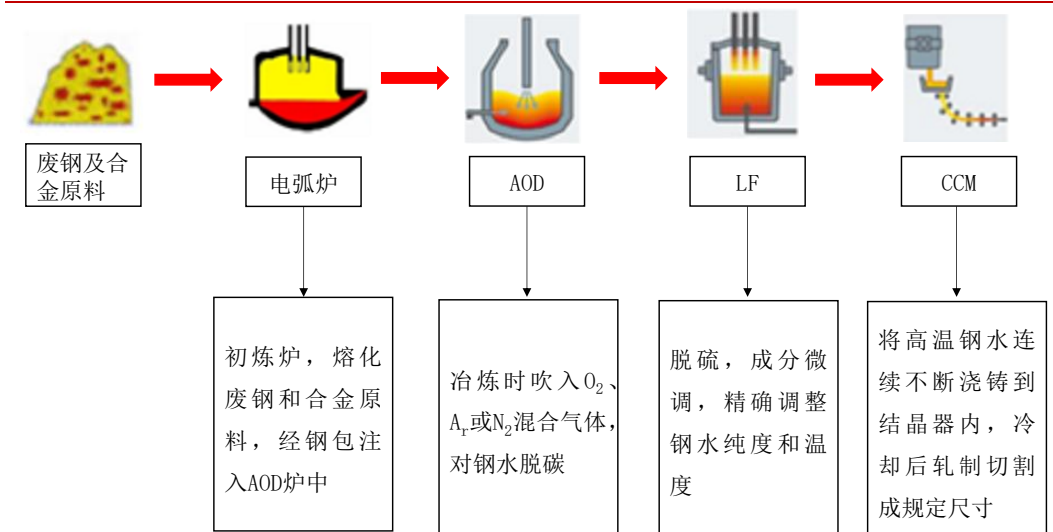 废钢及合
金原料
电弧炉
AOD
LF
CCM
初炼炉，熔化
废钢和合金原
料，经钢包注
入AOD炉中
冶炼时吹入O₂、
Aᵣ或N₂混合气体，
对钢水脱碳
脱硫，成分微
调，精确调整
钢水纯度和温
度
将高温钢水连
续不断浇铸到
结晶器内，冷
却后轧制切割
成规定尺寸